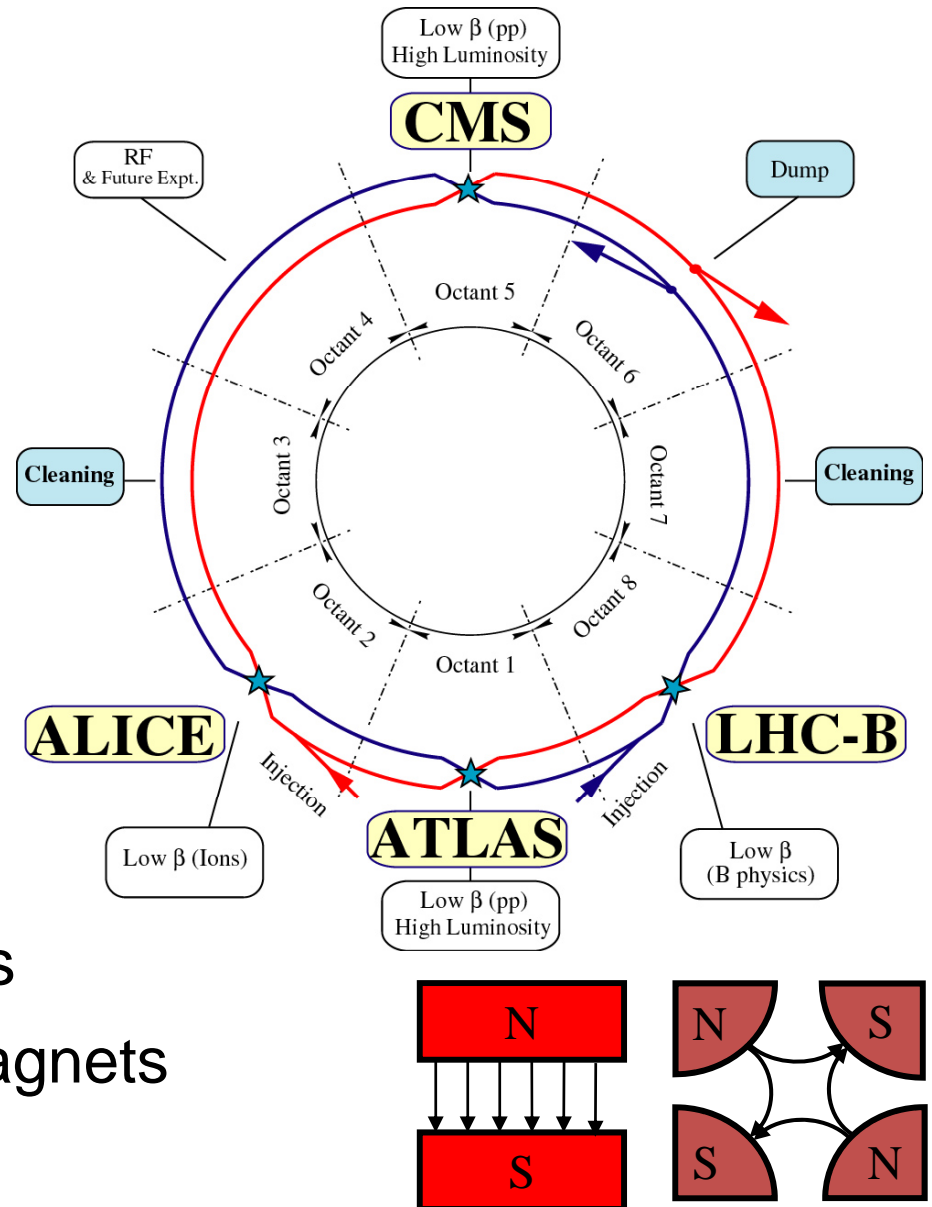 Low β (pp)
High Luminosity
CMS
RF
& Future Expt.
Dump
Octant 5
Octant 4
Octant 6
Cleaning
Octant 3
Octant 7
Cleaning
Octant 2
Octant 8
Octant 1
ALICE
LHC-B
Injection
Injection
ATLAS
Low β (Ions)
Low β
(B physics)
Low β (pp)
High Luminosity
s
agnets
N
S
N
S
S
N